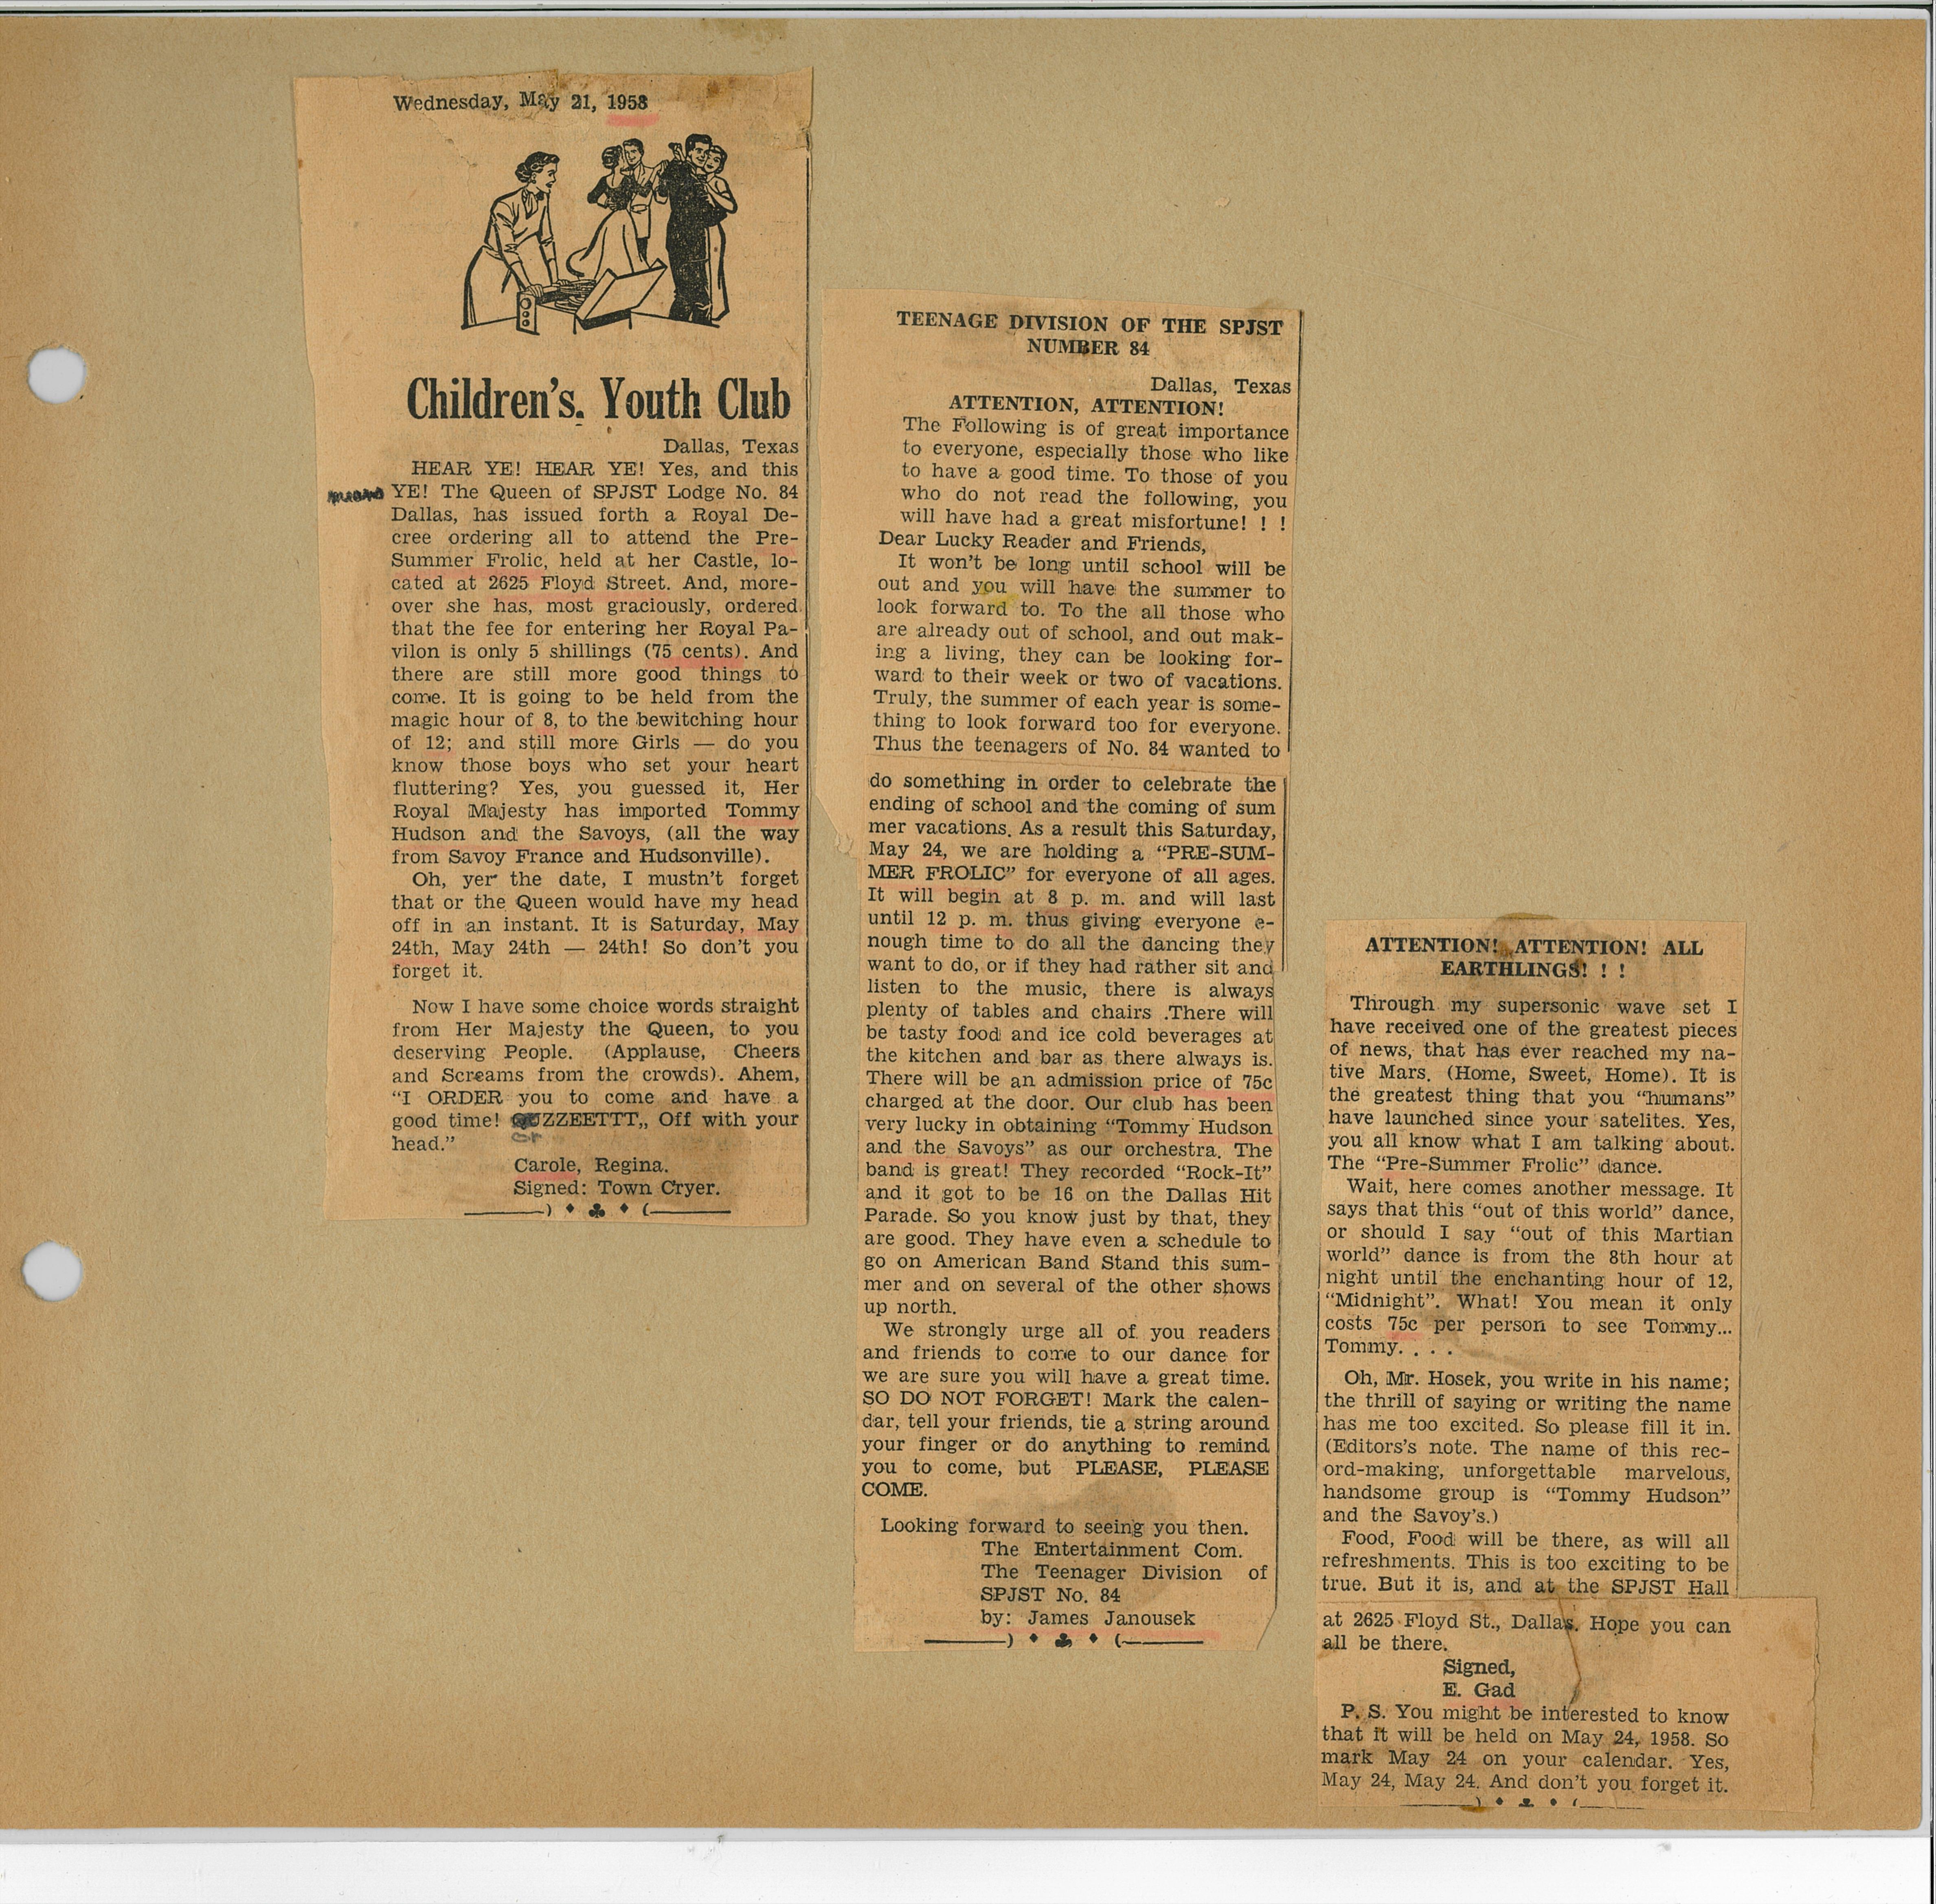 Wednesday, May 21, 1958
Children's. Youth Club
Dallas, Texas
HEAR YE! HEAR YE! Yes, and this
YE! The Queen of SPJST Lodge No. 84
Dallas, has issued forth a Royal De-
cree ordering all to attend the Pre-
Summer Frolic, held at her Castle, lo-
cated at 2625 Floyd Street. And, more-
over she has, most graciously, ordered
that the fee for entering her Royal Pa-
vilon is only 5 shillings (75 cents). And
there are still more good things to
come. It is going to be held from the
magic hour of 8, to the bewitching hour
of 12; and still more Girls — do you
know those boys who set your heart
fluttering? Yes, you guessed it, Her
Royal Majesty has imported Tommy
Hudson and the Savoys, (all the way
from Savoy France and Hudsonville).
Oh, yer the date, I mustn't forget
that or the Queen would have my head
off in an instant. It is Saturday, May
24th, May 24th — 24th! So don't you
forget it.
Now I have some choice words straight
from Her Majesty the Queen, to you
deserving People. (Applause, Cheers
and Screams from the crowds). Ahem,
"I ORDER you to come and have a
good time! Off with your
head."
Carole, Regina.
Signed: Town Cryer.
TEENAGE DIVISION OF THE SPJST
NUMBER 84
Dallas, Texas
ATTENTION, ATTENTION!
The Following is of great importance
to everyone, especially those who like
to have a good time. To those of you
who do not read the following, you
will have had a great misfortune! ! !
Dear Lucky Reader and Friends,
It won't be long until school will be
out and you will have the summer to
look forward to. To the all those who
are already out of school, and out mak-
ing a living, they can be looking for-
ward to their week or two of vacations.
Truly, the summer of each year is some-
thing to look forward too for everyone.
Thus the teenagers of No. 84 wanted to
do something in order to celebrate the
ending of school and the coming of sum
mer vacations. As a result this Saturday,
May 24, we are holding a "PRE-SUM-
MER FROLIC" for everyone of all ages.
It will begin at 8 p. m. and will last
until 12 p. m. thus giving everyone e-
nough time to do all the dancing they
want to do, or if they had rather sit and
listen to the music, there is always
plenty of tables and chairs .There will
be tasty food and ice cold beverages at
the kitchen and bar as there always is.
There will be an admission price of 75c
charged at the door. Our club has been
very lucky in obtaining "Tommy Hudson
and the Savoys" as our orchestra. The
band is great! They recorded "Rock-It"
and it got to be 16 on the Dallas Hit
Parade. So you know just by that, they
are good. They have even a schedule to
go on American Band Stand this sum-
mer and on several of the other shows
up north.
We strongly urge all of you readers
and friends to come to our dance for
we are sure you will have a great time.
SO DO NOT FORGET! Mark the calen-
dar, tell your friends, tie a string around
your finger or do anything to remind
you to come, but PLEASE, PLEASE
COME.
Looking forward to seeing you then.
The Entertainment Com.
The Teenager Division of
SPJST No. 84
by: James Janousek
ATTENTION! ATTENTION! ALL
EARTHLINGS! ! !
Through my supersonic wave set I
have received one of the greatest pieces
of news, that has ever reached my na-
tive Mars. (Home, Sweet, Home). It is
the greatest thing that you "humans"
have launched since your satelites. Yes,
you all know what I am talking about.
The "Pre-Summer Frolic" dance.
Wait, here comes another message. It
says that this "out of this world" dance,
or should I say "out of this Martian
world" dance is from the 8th hour at
night until the enchanting hour of 12,
"Midnight". What! You mean it only
costs 75c per person to see Tommy...
Tommy. . . .
Oh, Mr. Hosek, you write in his name;
the thrill of saying or writing the name
has me too excited. So please fill it in.
(Editors's note. The name of this rec-
ord-making, unforgettable marvelous,
handsome group is "Tommy Hudson"
and the Savoy's.)
Food, Food will be there, as will all
refreshments. This is too exciting to be
true. But it is, and at the SPJST Hall
at 2625 Floyd St., Dallas. Hope you can
all be there.
Signed,
E. Gad
P. S. You might be interested to know
that it will be held on May 24, 1958. So
mark May 24 on your calendar. Yes,
May 24, May 24. And don't you forget it.